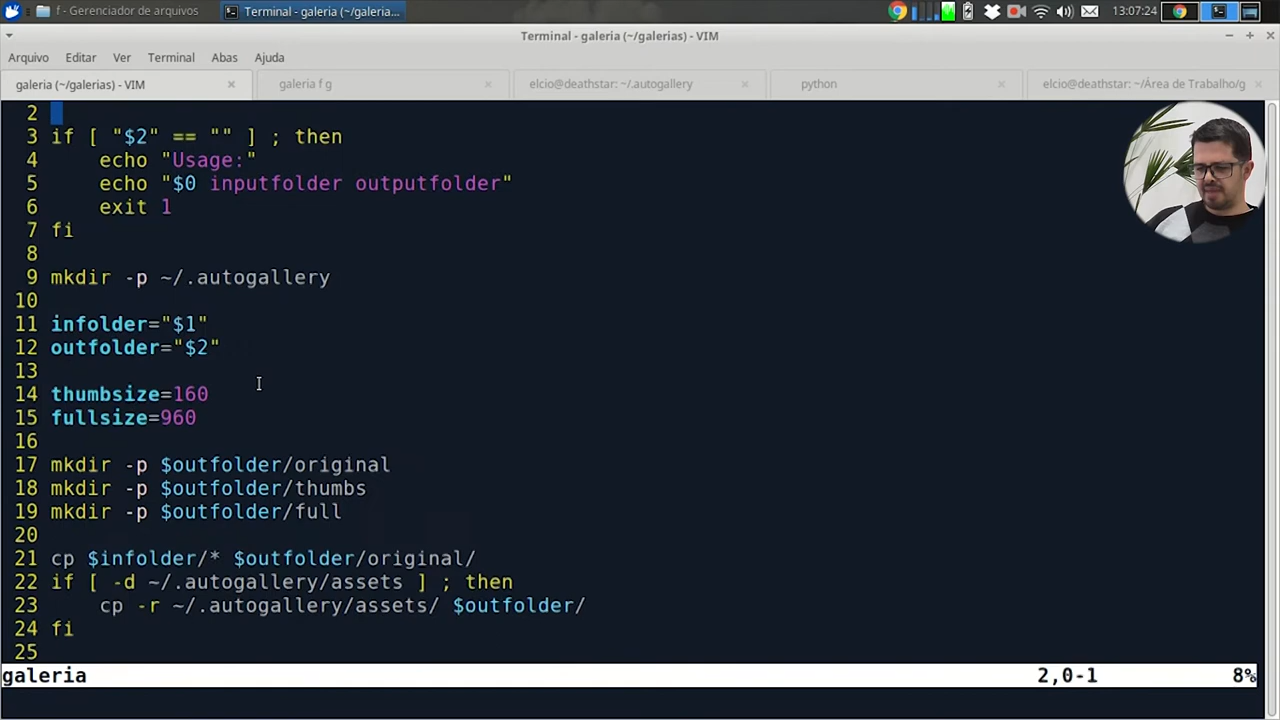 f - Gerenciador de arquivos
Terminal - galeria (~/galeria...
13:07:24
Terminal - galeria (~/galerias) - VIM
Arquivo Editar Ver Terminal Abas Ajuda
galeria (~/galerias) - VIM
galeria f g
elcio@deathstar: ~/.autogallery
python
elcio@deathstar: ~/Área de Trabalho/g
2
3 if [ "$2" == "" ] ; then
4     echo "Usage:"
5     echo "$0 inputfolder outputfolder"
6     exit 1
7 fi
8
9 mkdir -p ~/.autogallery
10
11 infolder="$1"
12 outfolder="$2"
13
14 thumbsize=160
15 fullsize=960
16
17 mkdir -p $outfolder/original
18 mkdir -p $outfolder/thumbs
19 mkdir -p $outfolder/full
20
21 cp $infolder/* $outfolder/original/
22 if [ -d ~/.autogallery/assets ] ; then
23     cp -r ~/.autogallery/assets/ $outfolder/
24 fi
25
galeria 2,0-1 8%